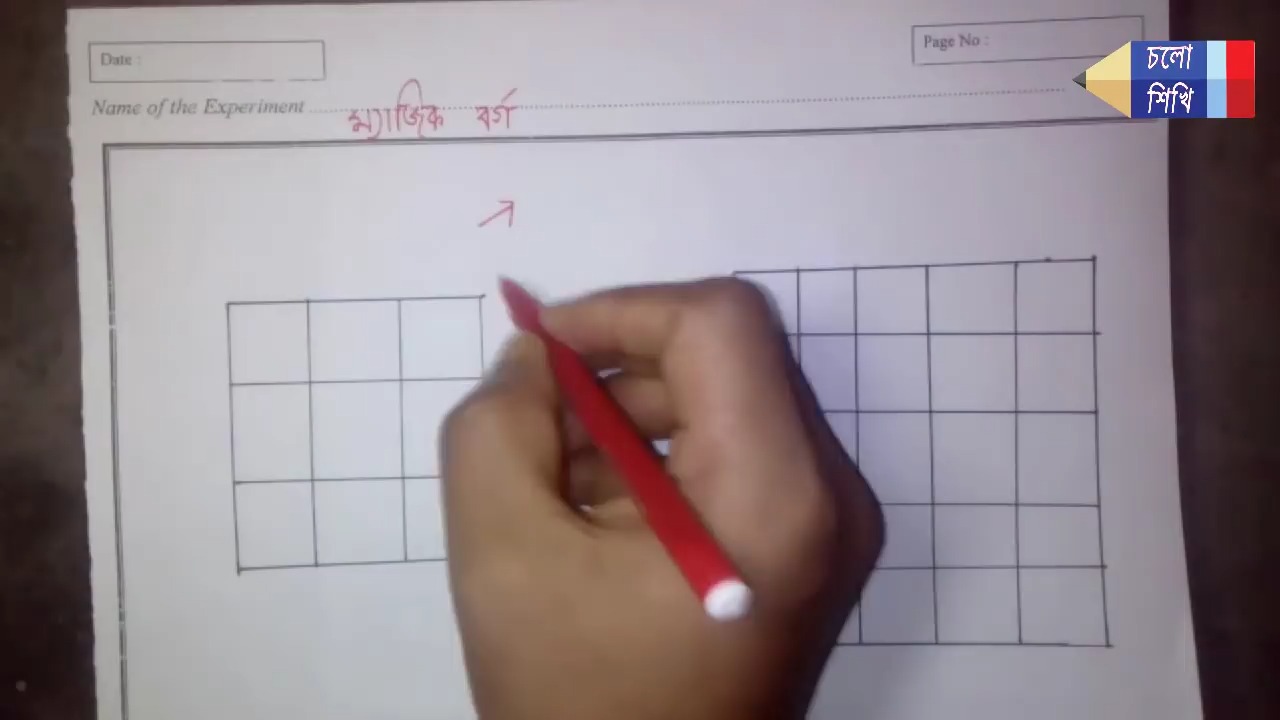 Date :
Page No :
চলো
শিখি
Name of the Experiment
ম্যাজিক বর্গ